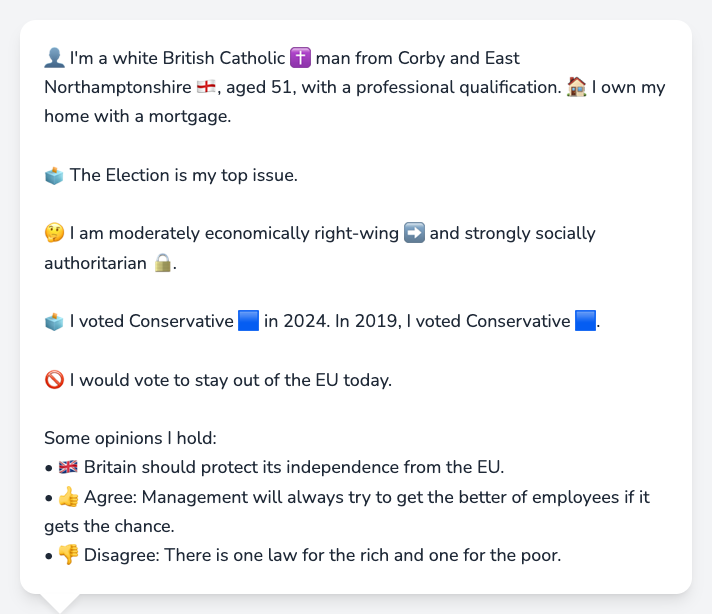 👤 I'm a white British Catholic ✝️ man from Corby and East
Northamptonshire 🏴󠁧󠁢󠁥󠁮󠁧󠁿, aged 51, with a professional qualification. 🏠 I own my
home with a mortgage.
🗳️ The Election is my top issue.
🤔 I am moderately economically right-wing ➡️ and strongly socially
authoritarian 🔒.
🗳️ I voted Conservative 🟦 in 2024. In 2019, I voted Conservative 🟦.
🚫 I would vote to stay out of the EU today.
Some opinions I hold:
• 🇬🇧 Britain should protect its independence from the EU.
• 👍 Agree: Management will always try to get the better of employees if it
gets the chance.
• 👎 Disagree: There is one law for the rich and one for the poor.